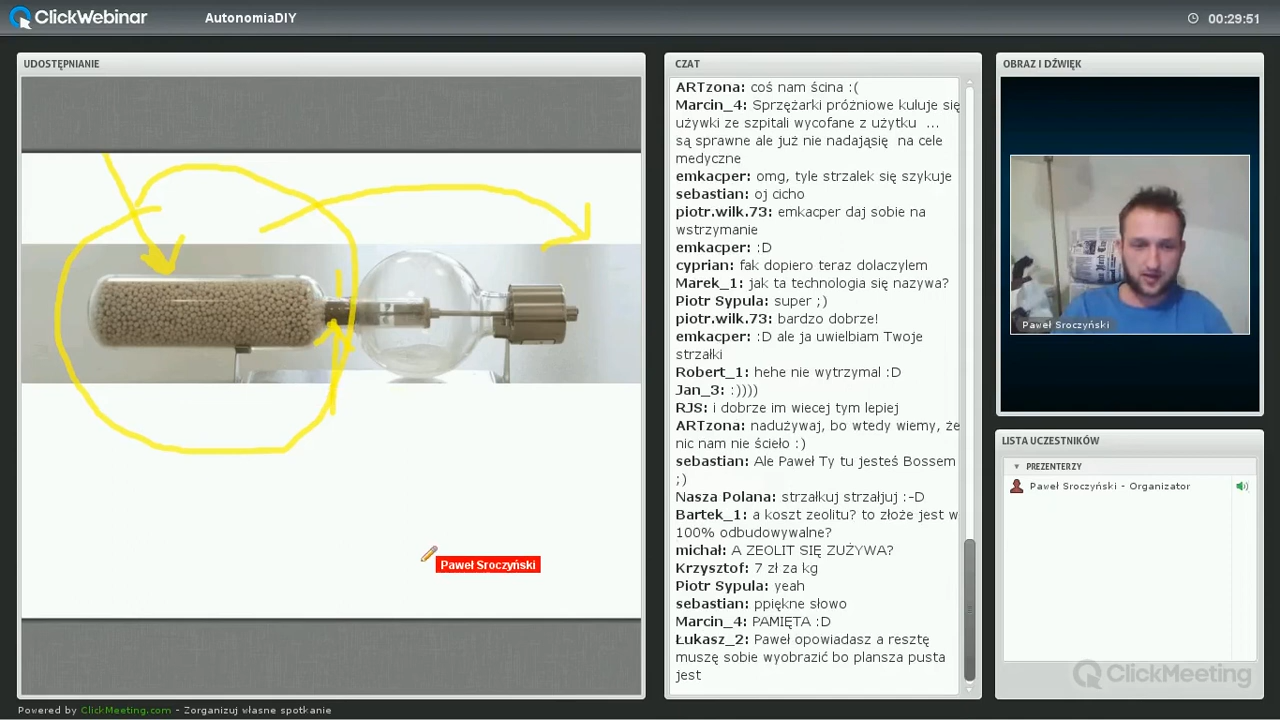 ClickWebinar
AutonomiaDIY
00:29:51
UDOSTĘPNIANIE
Paweł Sroczyński
CZAT
ARTzona: coś nam ścina :(
Marcin_4: Sprzężarki próżniowe kuluje się
używki ze szpitali wycofane z użytku ...
są sprawne ale już nie nadająsię na cele
medyczne
emkacper: omg, tyle strzalek się szykuje
sebastian: oj cicho
piotr.wilk.73: emkacper daj sobie na
wstrzymanie
emkacper: :D
cyprian: fak dopiero teraz dolaczylem
Marek_1: jak ta technologia się nazywa?
Piotr Sypula: super ;)
piotr.wilk.73: bardzo dobrze!
emkacper: :D ale ja uwielbiam Twoje
strzałki
Robert_1: hehe nie wytrzymal :D
Jan_3: :))))
RJS: i dobrze im wiecej tym lepiej
ARTzona: nadużywaj, bo wtedy wiemy, że
nic nam nie ścieło :)
sebastian: Ale Paweł Ty tu jesteś Bossem
;)
Nasza Polana: strzałkuj strzałjuj :-D
Bartek_1: a koszt zeolitu? to złoże jest w
100% odbudowywalne?
michał: A ZEOLIT SIĘ ZUŻYWA?
Krzysztof: 7 zł za kg
Piotr Sypula: yeah
sebastian: ppiękne słowo
Marcin_4: PAMIĘTA :D
Łukasz_2: Paweł opowiadasz a resztę
muszę sobie wyobrazić bo plansza pusta
jest
OBRAZ I DŹWIĘK
Paweł Sroczyński
LISTA UCZESTNIKÓW
PREZENTERZY
Paweł Sroczyński - Organizator
ClickMeeting
Powered by ClickMeeting.com - Zorganizuj własne spotkanie